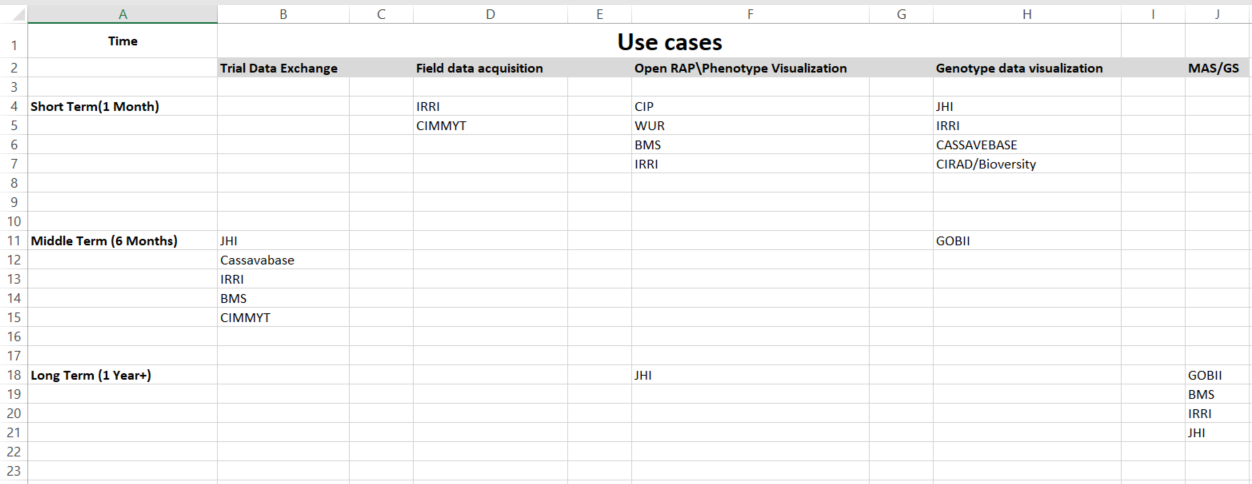 A B C D E F G H I J
1 Time Use cases
2 Trial Data Exchange Field data acquisition Open RAP\Phenotype Visualization Genotype data visualization MAS/GS
3
4 Short Term(1 Month) IRRI CIP JHI
5 CIMMYT WUR IRRI
6 BMS CASSAVEBASE
7 IRRI CIRAD/Bioversity
8
9
10
11 Middle Term (6 Months) JHI GOBII
12 Cassavabase
13 IRRI
14 BMS
15 CIMMYT
16
17
18 Long Term (1 Year+) JHI GOBII
19 BMS
20 IRRI
21 JHI
22
23